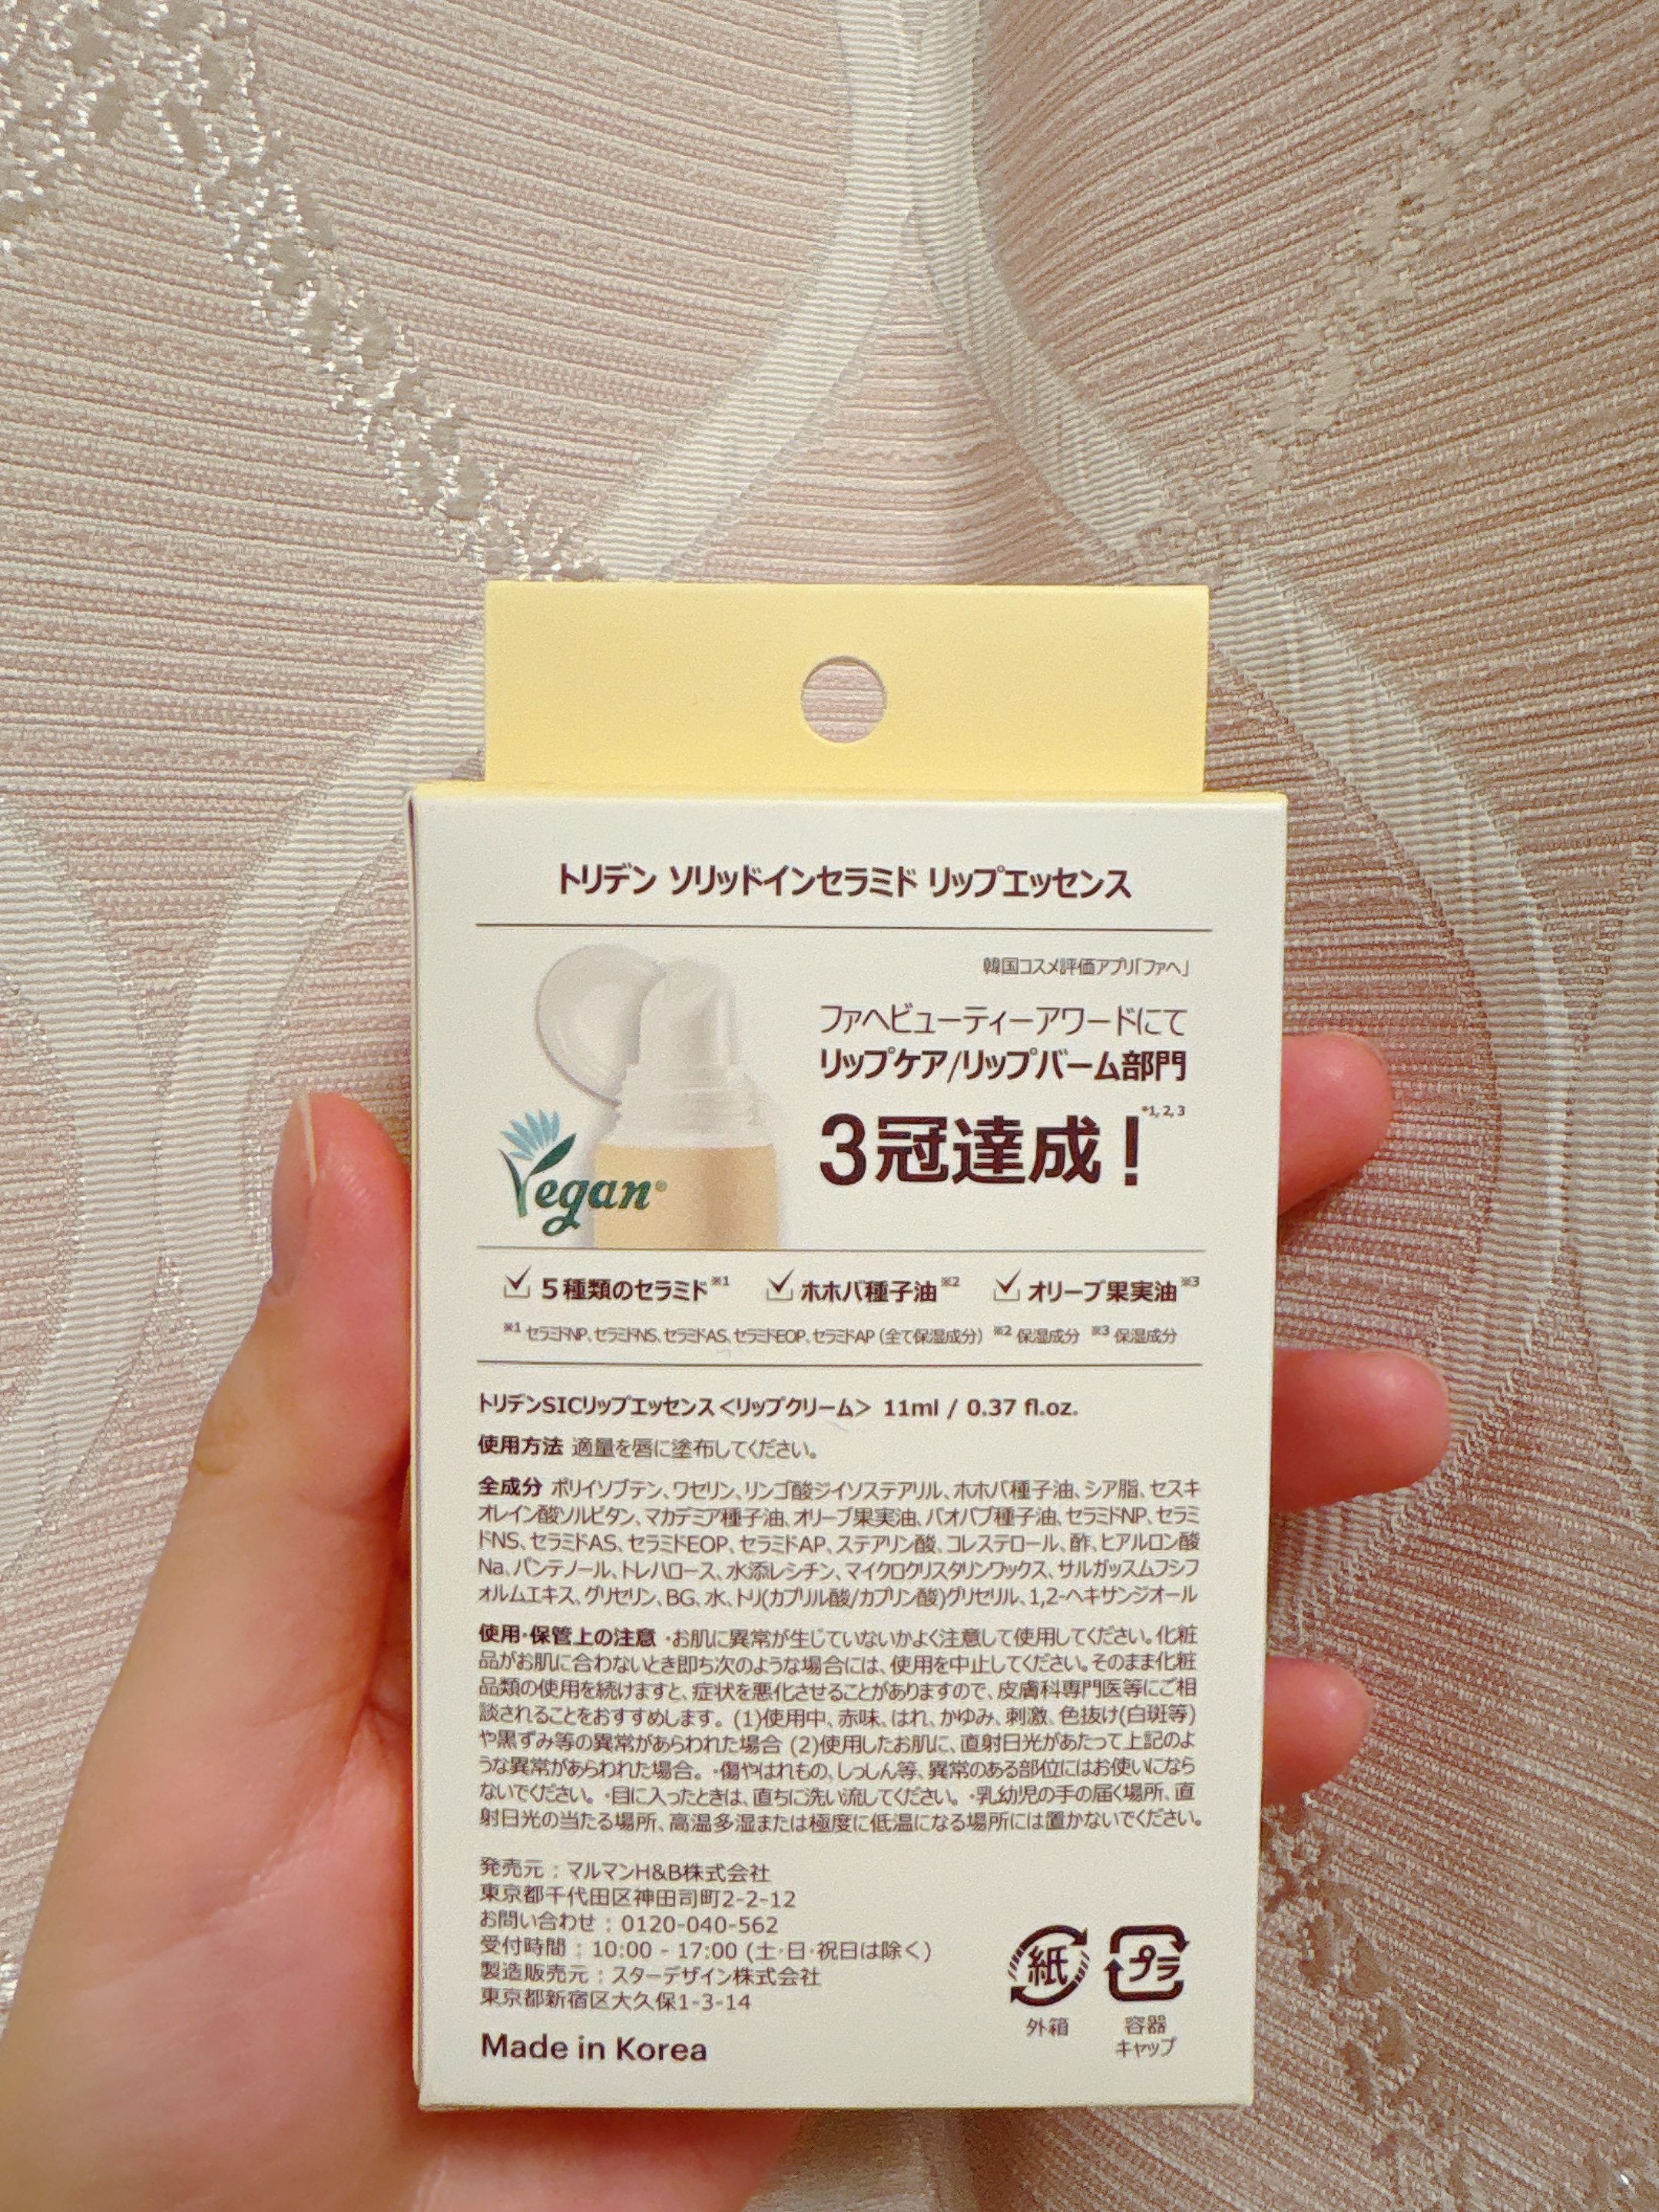 トリデン ソリッドインセラミド リップエッセンス
韓国コスメ評価アプリ「ファヘ」
ファヘビューティーアワードにて
リップケア/リップバーム部門
3冠達成！*1, 2, 3
Vegan®
5種類のセラミド※1 ホホバ種子油※2 オリーブ果実油※3
※1 セラミドNP、セラミドNS、セラミドAS、セラミドEOP、セラミドAP（全て保湿成分）※2 保湿成分 ※3 保湿成分
トリデンSICリップエッセンス＜リップクリーム＞ 11ml / 0.37 fl.oz.
使用方法 適量を唇に塗布してください。
全成分 ポリイソブテン、ワセリン、リンゴ酸ジイソステアリル、ホホバ種子油、シア脂、セスキ
オレイン酸ソルビタン、マカデミア種子油、オリーブ果実油、バオバブ種子油、セラミドNP、セラミ
ドNS、セラミドAS、セラミドEOP、セラミドAP、ステアリン酸、コレステロール、酢、ヒアルロン酸
Na、パンテノール、トレハロース、水添レシチン、マイクロクリスタリンワックス、サルガッスムフシフ
ォルムエキス、グリセリン、BG、水、トリ(カプリル酸/カプリン酸)グリセリル、1,2-ヘキサンジオール
使用・保管上の注意 ・お肌に異常が生じていないかよく注意して使用してください。化粧
品がお肌に合わないとき即ち次のような場合には、使用を中止してください。そのまま化粧
品類の使用を続けますと、症状を悪化させることがありますので、皮膚科専門医等にご相
談されることをおすすめします。(1)使用中、赤味、はれ、かゆみ、刺激、色抜け(白斑等)
や黒ずみ等の異常があらわれた場合 (2)使用したお肌に、直射日光があたって上記のよ
うな異常があらわれた場合。・傷やはれもの、しっしん等、異常のある部位にはお使いになら
ないでください。・目に入ったときは、直ちに洗い流してください。・乳幼児の手の届く場所、直
射日光の当たる場所、高温多湿または極度に低温になる場所には置かないでください。
発売元：マルマンH&B株式会社
東京都千代田区神田司町2-2-12
お問い合わせ：0120-040-562
受付時間：10:00 - 17:00 (土・日・祝日は除く)
製造販売元：スターデザイン株式会社
東京都新宿区大久保1-3-14
Made in Korea
紙 プラ
外箱 容器
キャップ